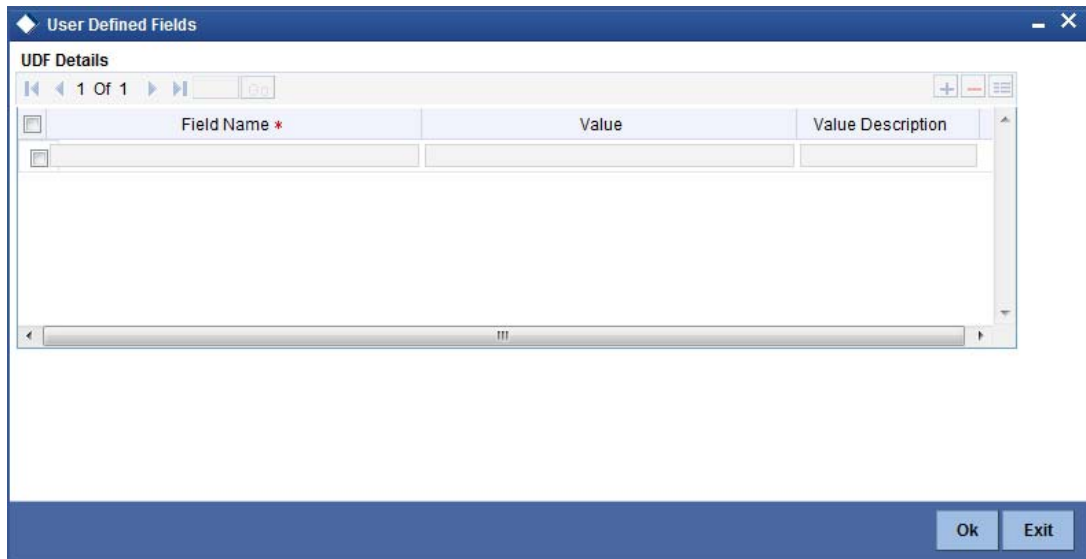 User Defined Fields
UDF Details
1 Of 1 Go
Field Name * Value Value Description
Ok Exit